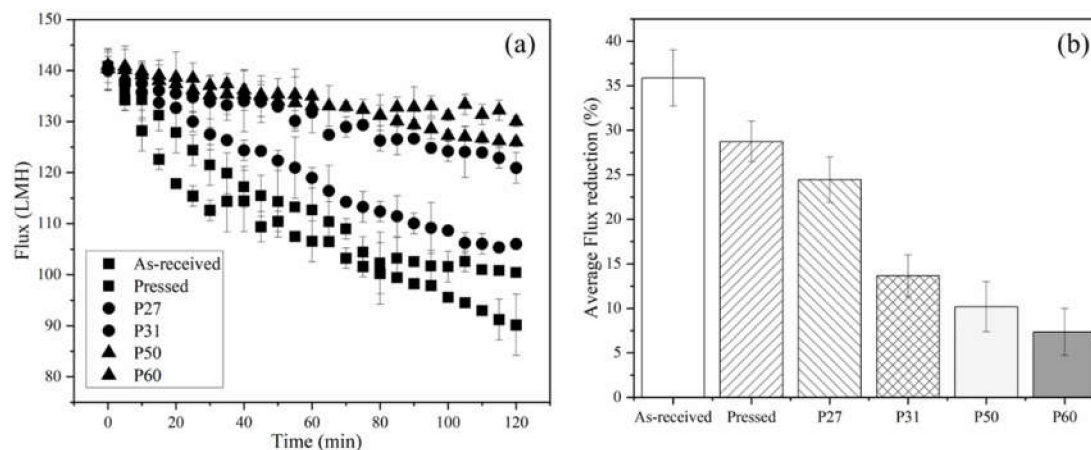 (a)
150
140
130
120
110
100
90
80
Flux (LMH)
As-received
Pressed
P27
P31
P50
P60
0 20 40 60 80 100 120
Time (min)
(b)
40
35
30
25
20
15
10
5
0
Average Flux reduction (%)
As-received Pressed P27 P31 P50 P60